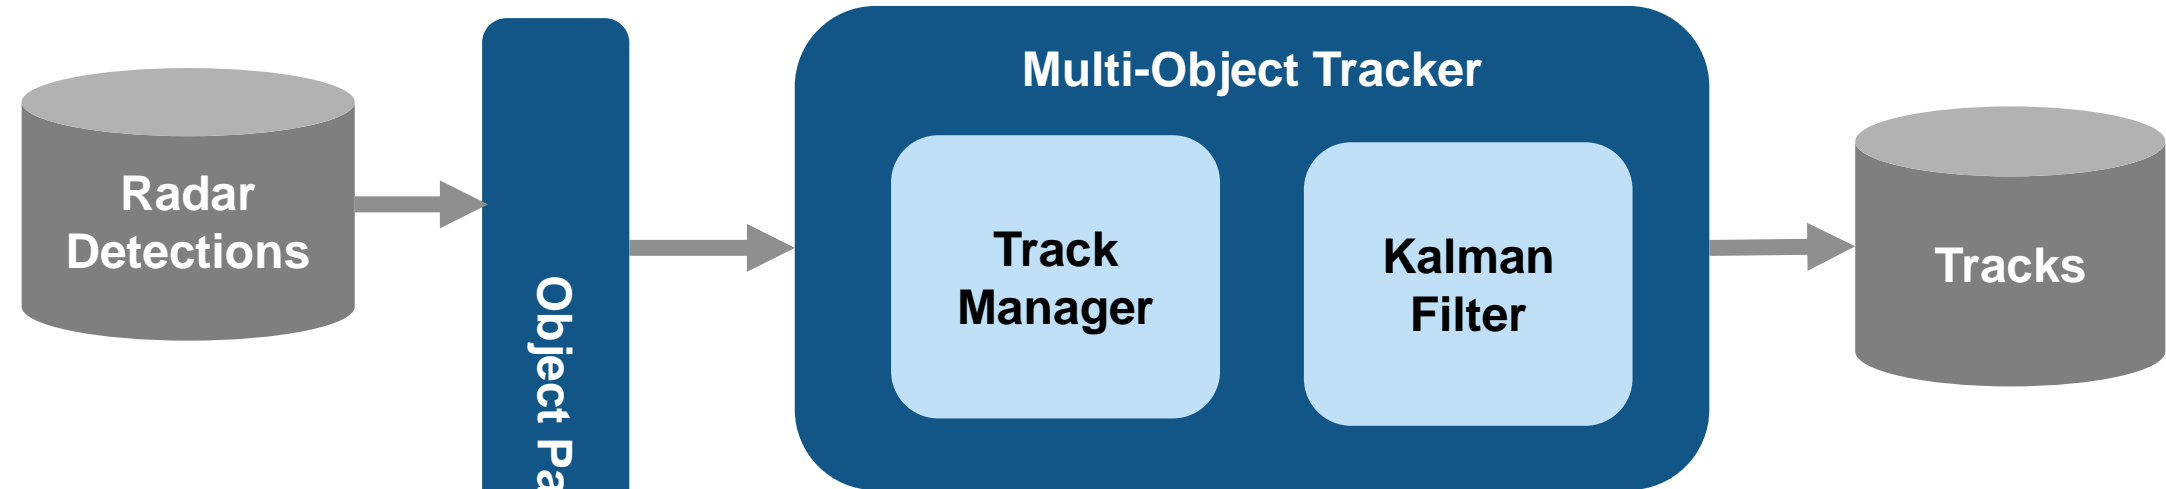 Radar
Detections
Object
Multi-Object Tracker
Track
Manager
Kalman
Filter
Tracks